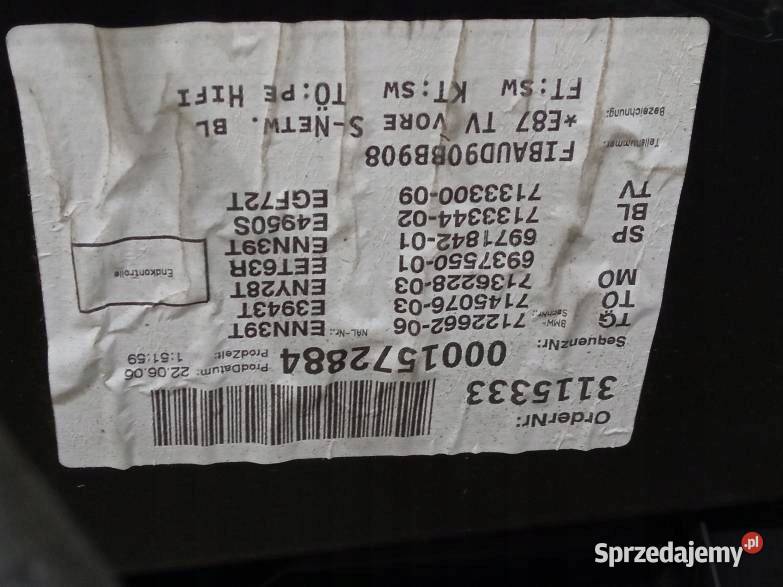 OrderNr:
3115333
SequenzNr:
0001572884
ProdDatum: 22.06.06
ProdZeit: 1:51:59
BMW-SachNr.:
NAL-Nr.:
TG 7122662-06 ENN39T
TÖ 7145076-03 E3943T
MO 7136228-03 ENY28T
6937550-01 EET63R
SP 6971842-01 ENN39T
BL 7133344-02 E4950S
TV 7133300-09 EGF72T
Endkontrolle
Teilenummer: FIBAUD90BB908
Bezeichnung: *E87 TV VORE S-NETW. BL
FT:SW KT:SW TÖ:PE HIFI
Sprzedajemy.pl